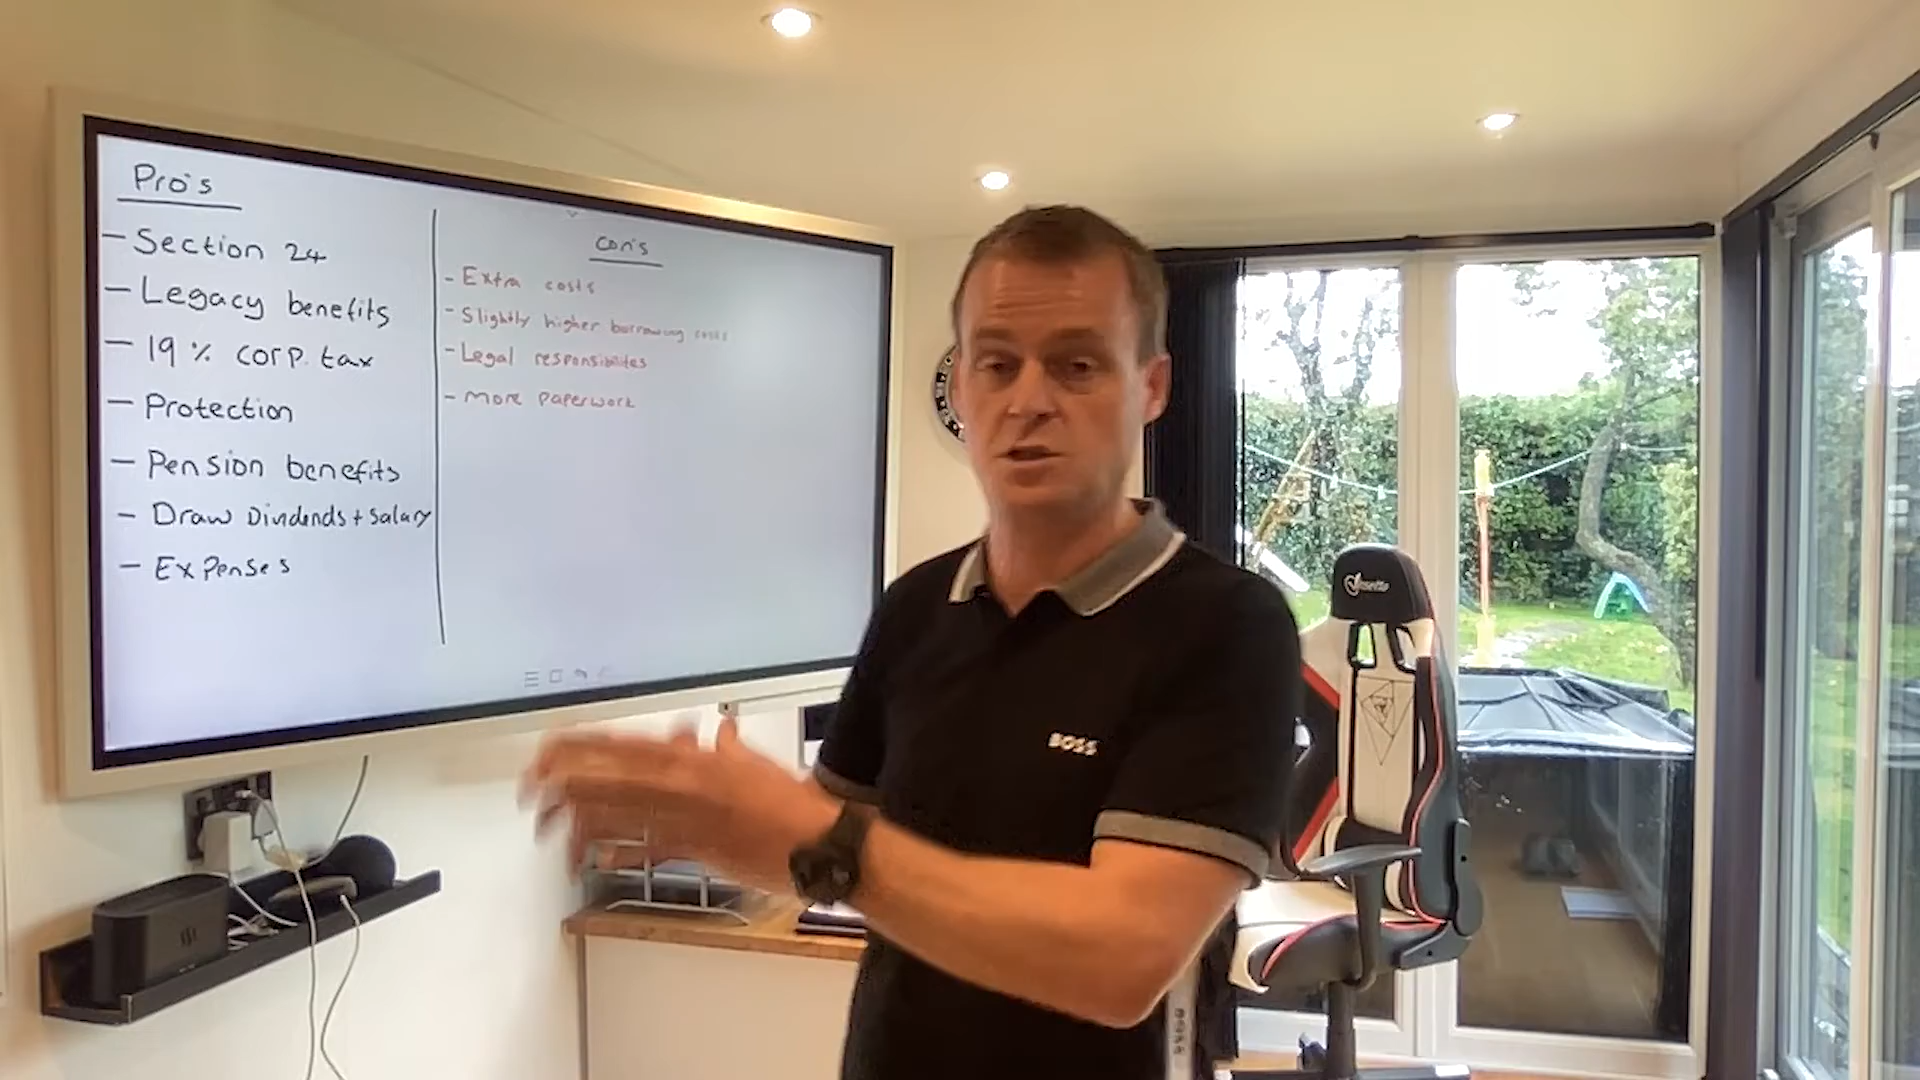 Pro's
- Section 24
- Legacy benefits
- 19% corp. tax
- Protection
- Pension benefits
- Draw Dividends + Salary
- Expenses
Con's
- Extra costs
- Slightly higher borrowing costs
- Legal responsibilites
- More paperwork
BOSS